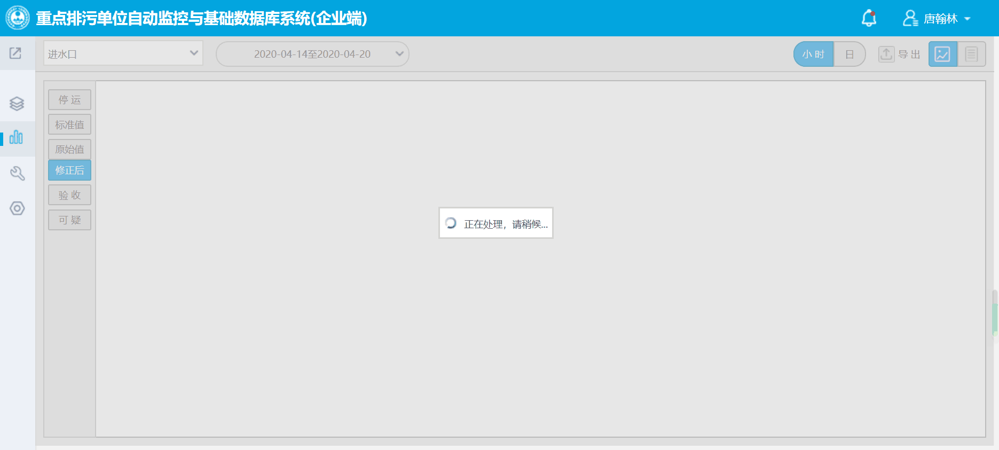 重点排污单位自动监控与基础数据库系统(企业端)
唐翰林
进水口
2020-04-14至2020-04-20
小时
日
导出
停运
标准值
原始值
修正后
验收
可疑
正在处理，请稍候...